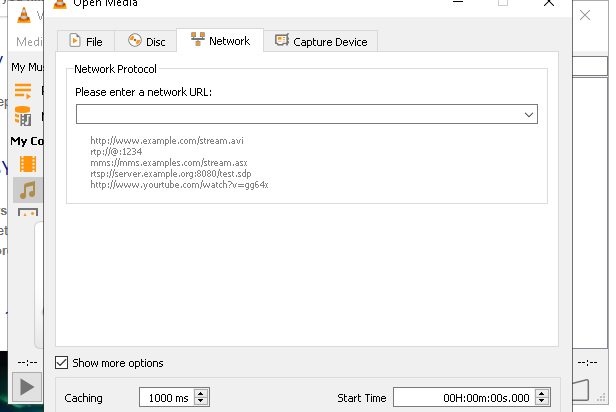 Open Media
Medi
File
Disc
Network
Capture Device
My Mus
Network Protocol
Please enter a network URL:
http://www.example.com/stream.avi
rtp://@:1234
mms://mms.examples.com/stream.asx
rtsp://server.example.org:8080/test.sdp
http://www.yourtube.com/watch?v=gg64x
My Co
--:--
Show more options
--:--
Caching
1000 ms
Start Time
00H:00m:00s.000